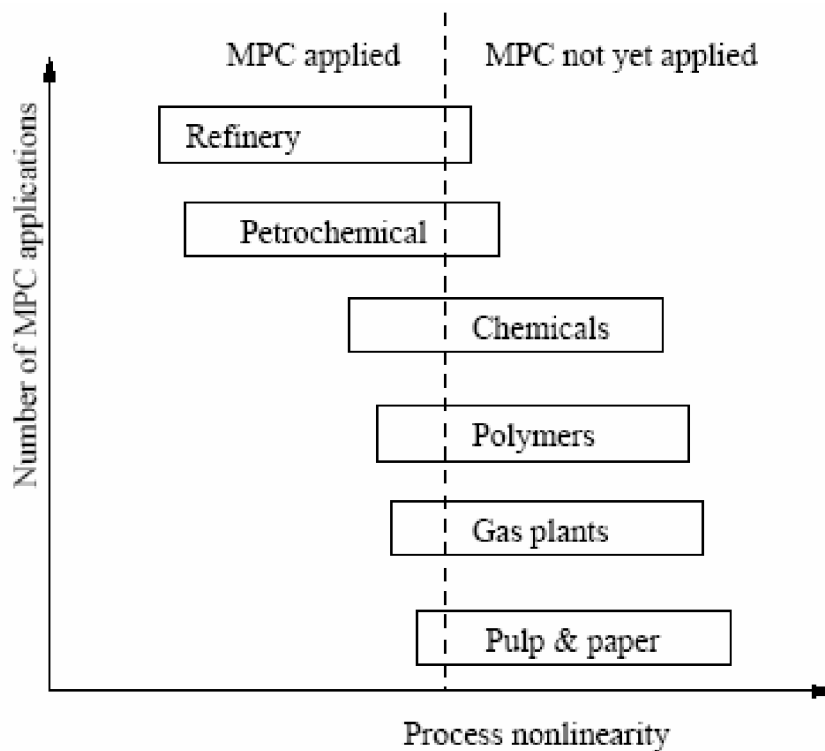 MPC applied
MPC not yet applied
Number of MPC applications
Refinery
Petrochemical
Chemicals
Polymers
Gas plants
Pulp & paper
Process nonlinearity